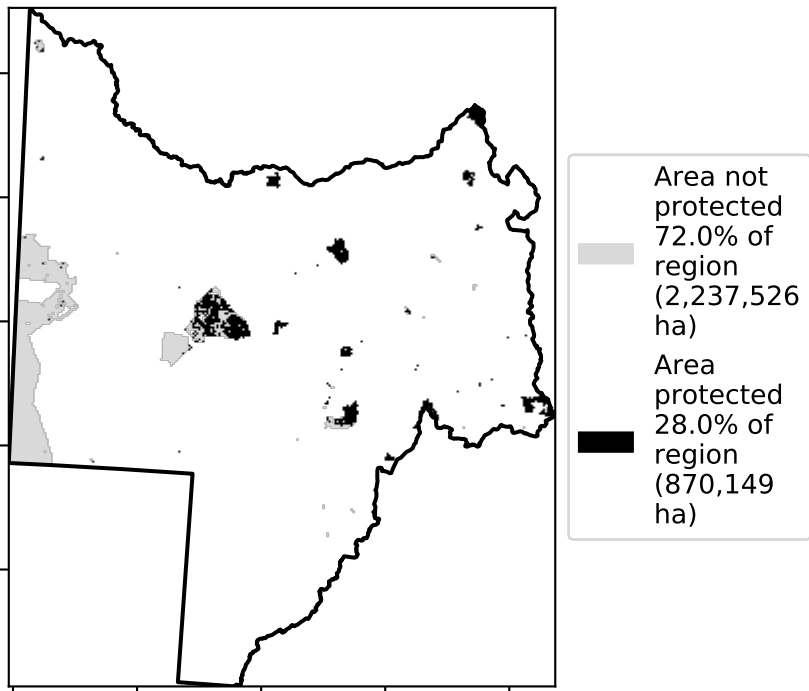 Area not
protected
72.0% of
region
(2,237,526
ha)
Area
protected
28.0% of
region
(870,149
ha)